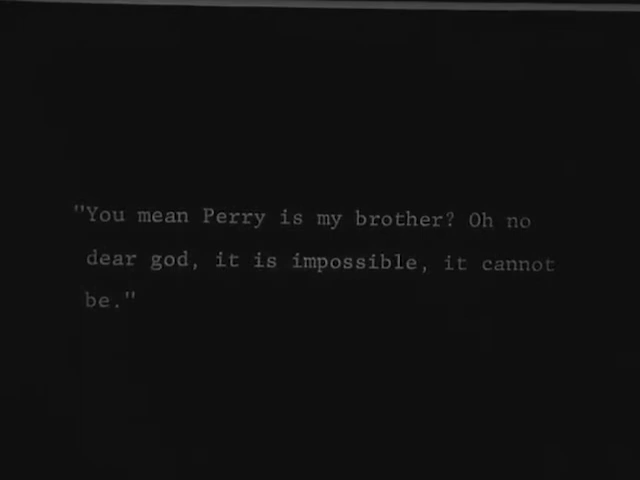 "You mean Perry is my brother? Oh no
dear god, it is impossible, it cannot
be."